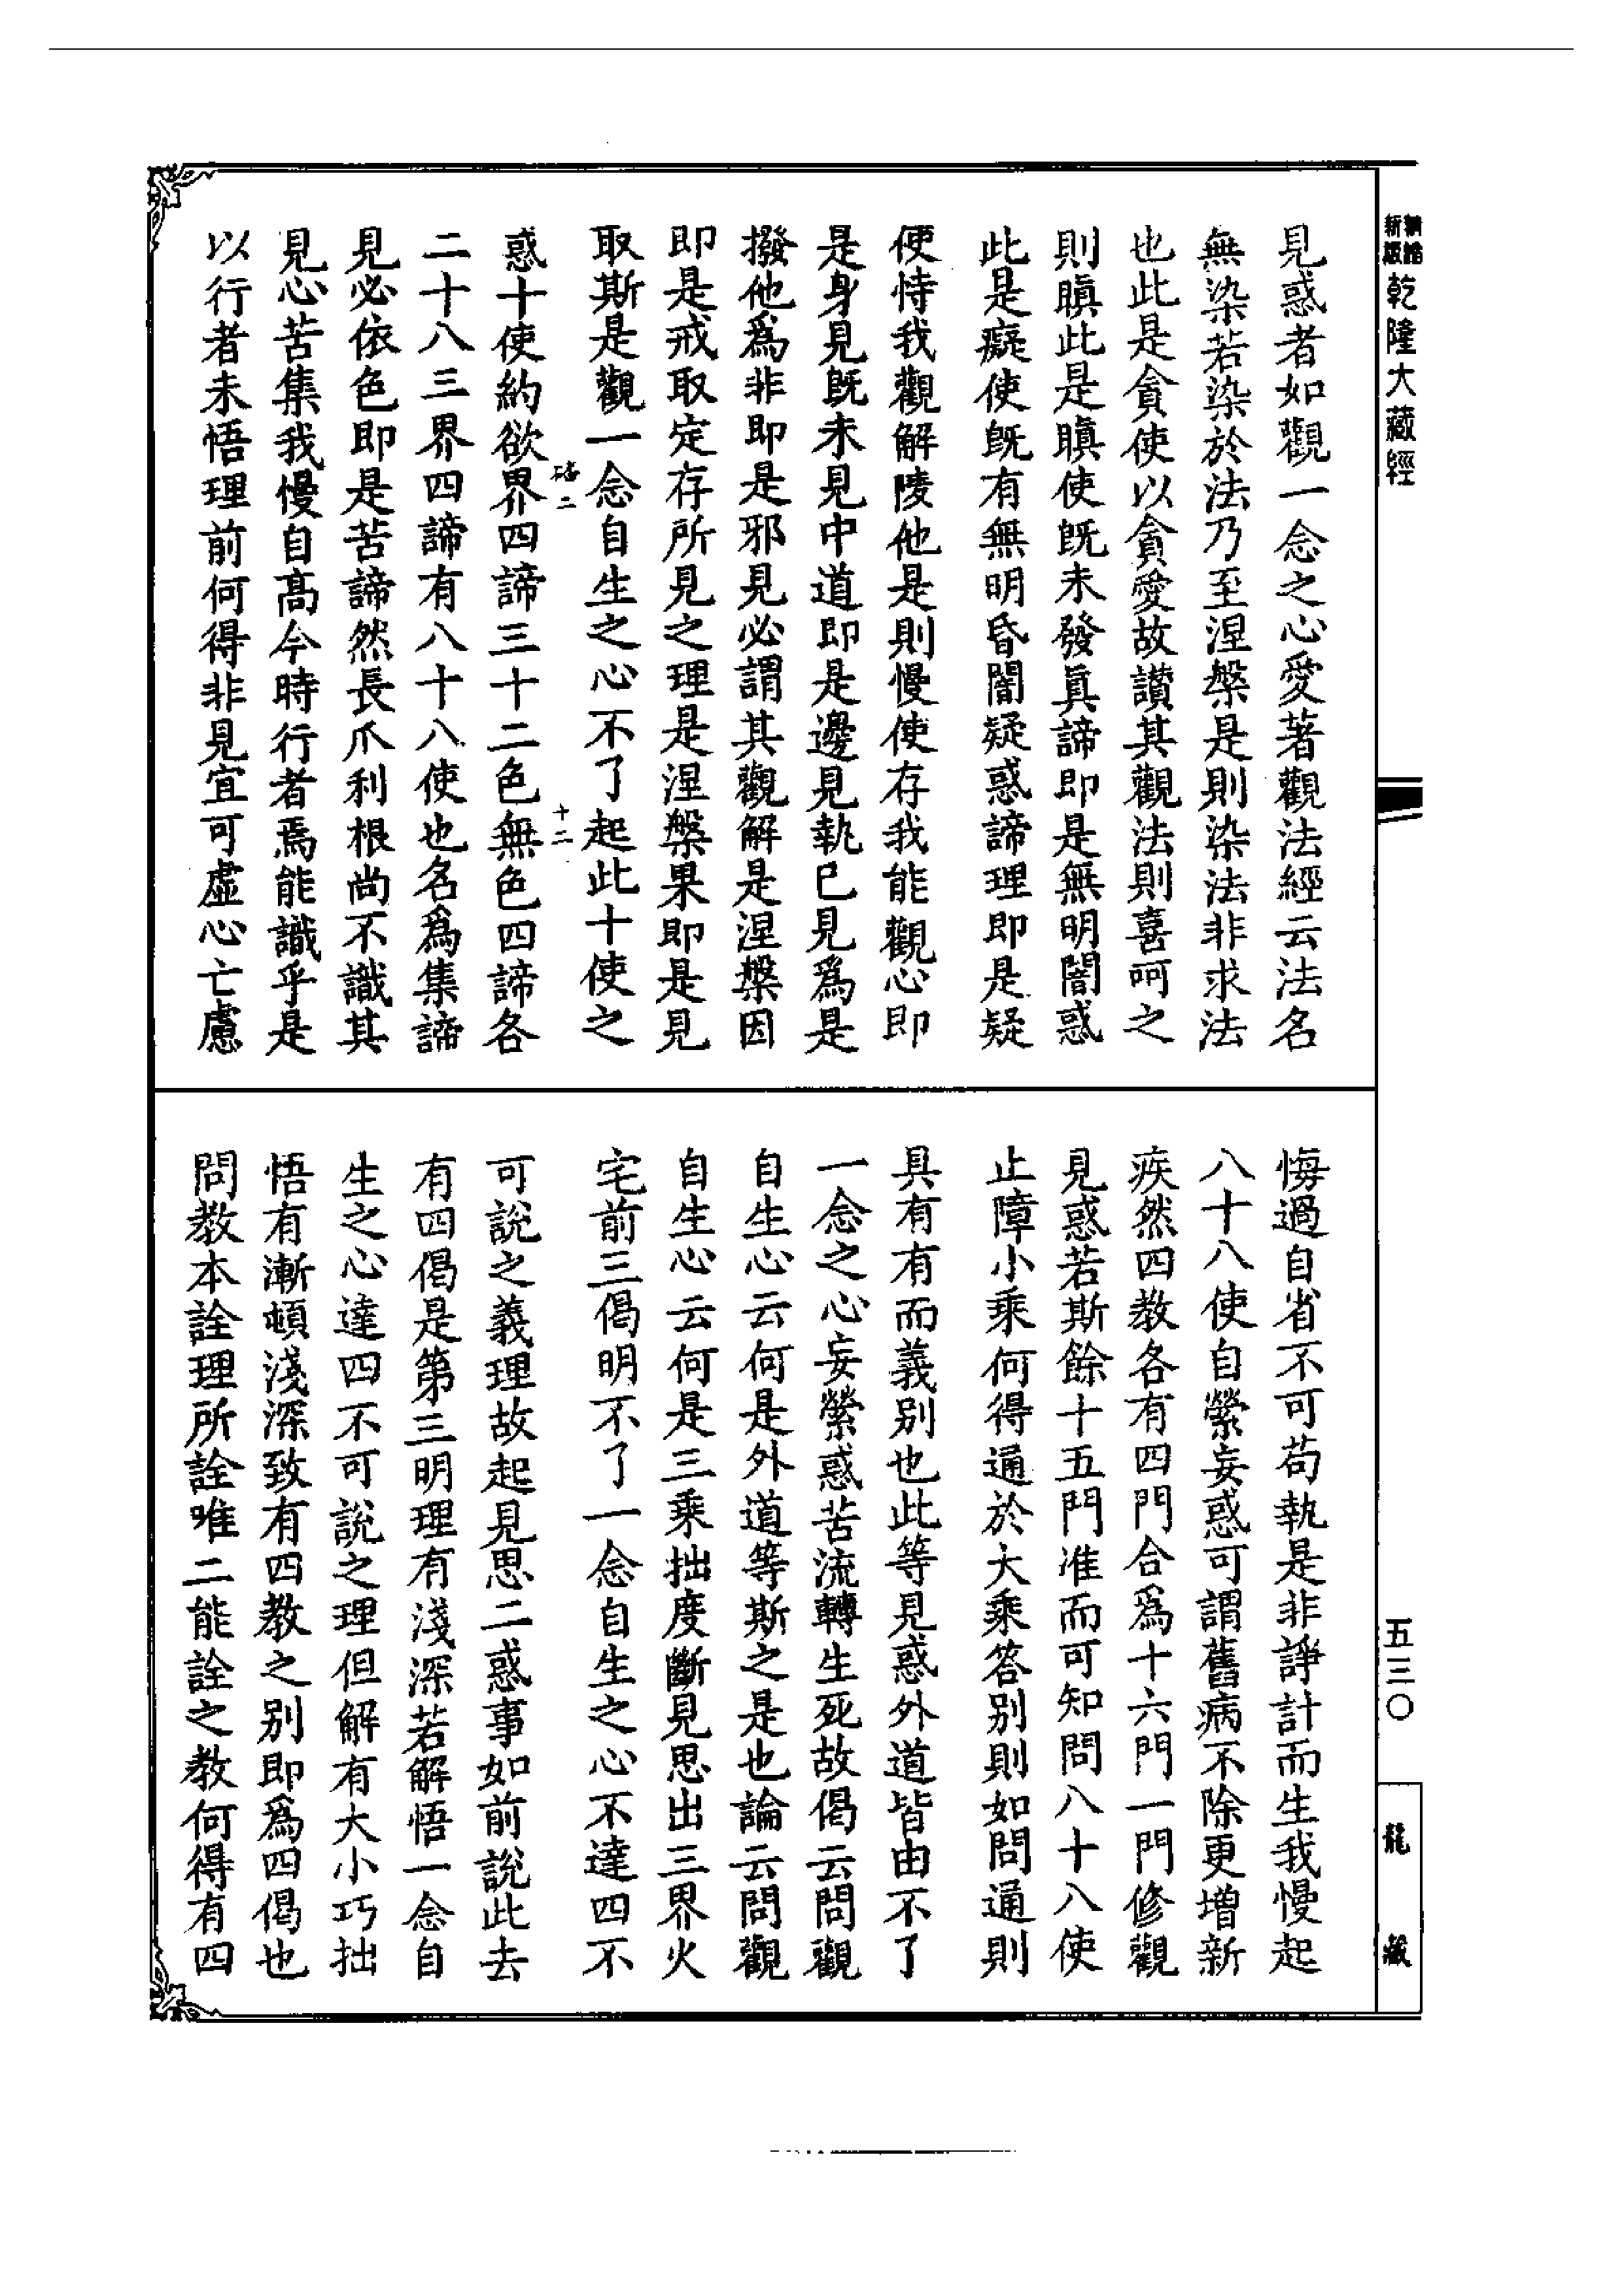 新版
精諭
乾隆大藏經
見惑者如觀一念之心愛著觀法經云法名
無染若染於法乃至涅槃是則染法非求法
也此是貪使以貪愛故讚其觀法則喜呵之
則瞋此是瞋使旣未發眞諦即是無明闇惑
此是癡使旣有無明昏闇疑惑諦理即是疑
使恃我觀解陵他是則慢使存我能觀心即
是身見旣未見中道即是邊見執已見爲是
撥他爲非即是邪見必謂其觀解是涅槃因
即是戒取定存所見之理是涅槃果即是見
取斯是觀一念自生之心不了起此十使之
惑十使約欲界四諦三十二色無色四諦各
二十八三界四諦有八十八使也名爲集諦
見必依色即是苦諦然長爪利根尚不識其
見心苦集我慢自高今時行者焉能識乎是
以行者未悟理前何得非見宜可虛心亡慮
二
十二
悔過自省不可茍執是非諍計而生我慢起
八十八使自縈妄惑可謂舊病不除更增新
疾然四教各有四門合爲十六門一門修觀
見惑若斯餘十五門准而可知問八十八使
止障小乘何得通於大乘答別則如問通則
具有有而義别也此等見惑外道皆由不了
一念之心妄縈惑苦流轉生死故偈云問觀
自生心云何是外道等斯之是也論云問觀
自生心云何是三乘拙度斷見思出三界火
宅前三偈明不了一念自生之心不達四不
可說之義理故起見思二惑事如前說此去
有四偈是第三明理有淺深若解悟一念自
生之心達四不可說之理但解有大小巧拙
悟有漸頓淺深致有四教之别即爲四偈也
問教本詮理所詮唯二能詮之教何得有四
五三〇
龍藏